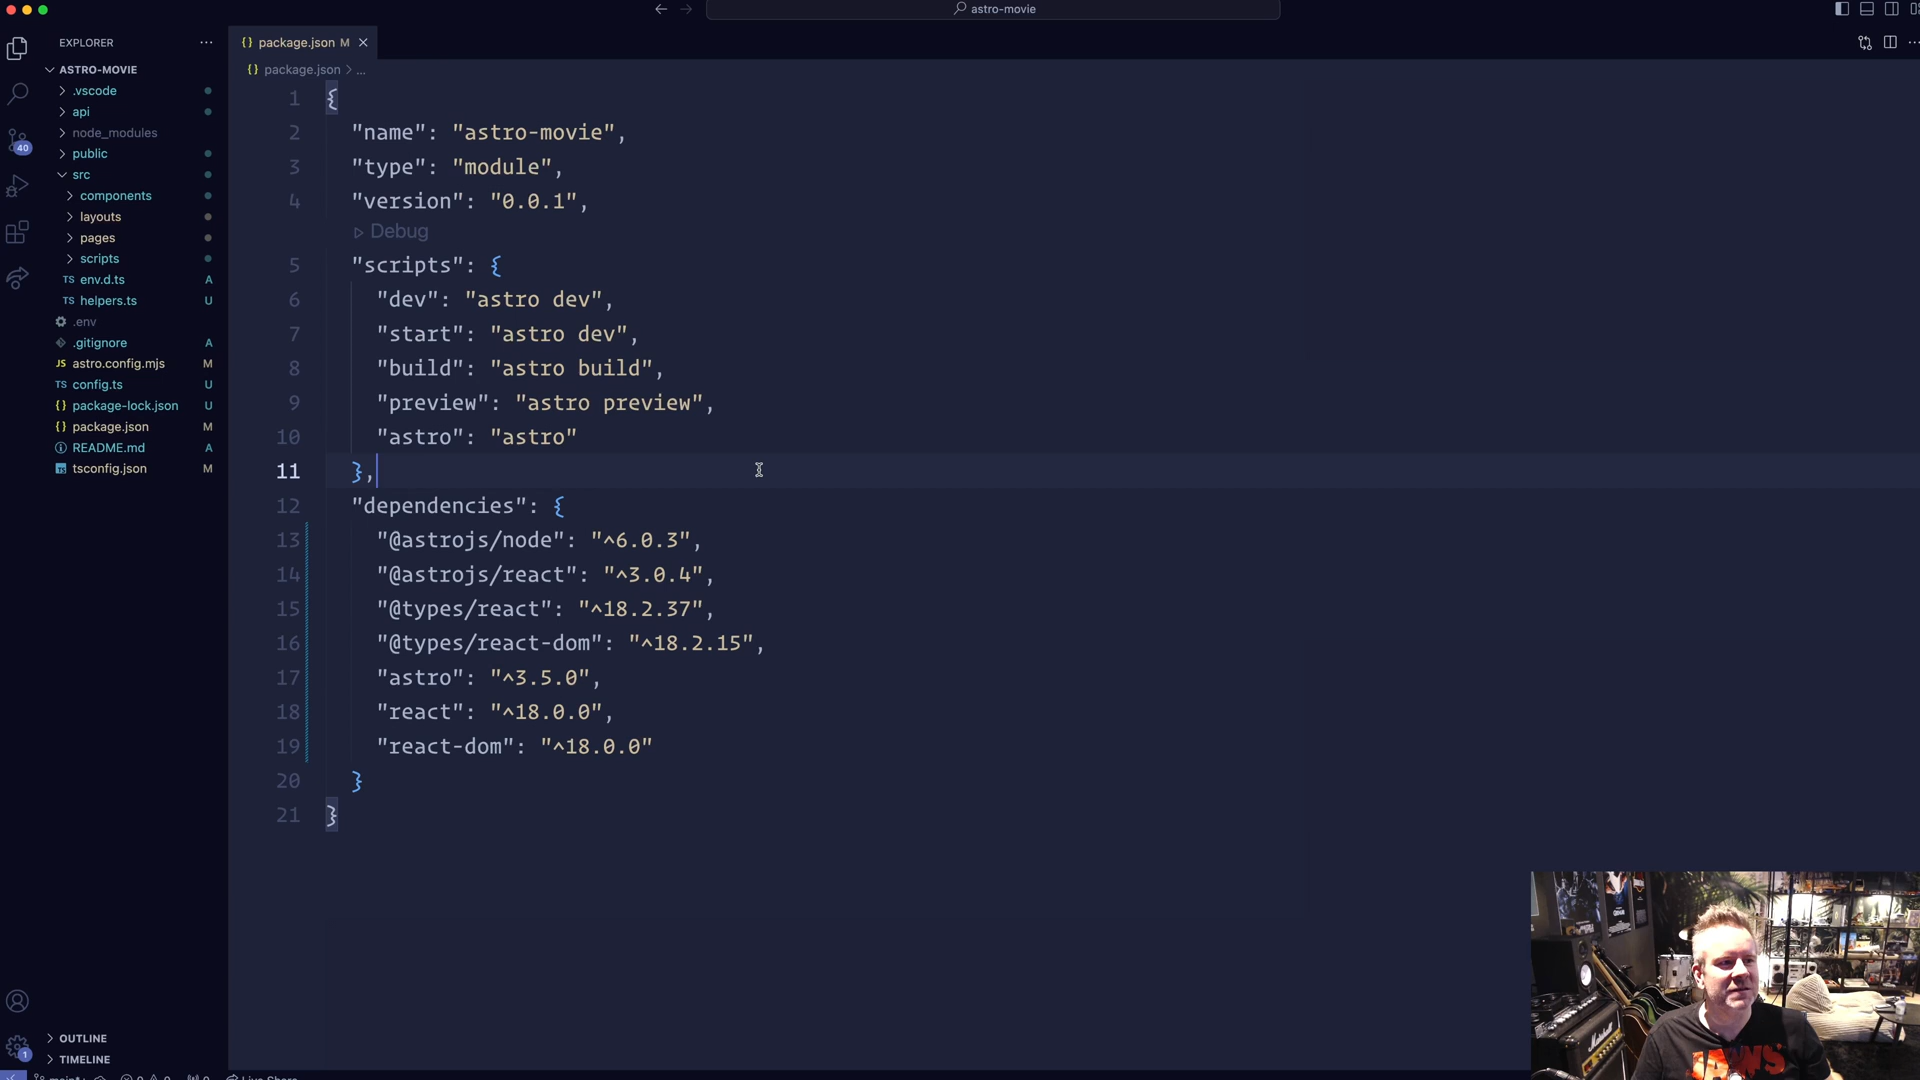 astro-movie
EXPLORER
package.json M
ASTRO-MOVIE
package.json > ...
.vscode
api
node_modules
40
public
src
components
layouts
pages
scripts
TS env.d.ts A
TS helpers.ts U
.env
.gitignore A
JS astro.config.mjs M
TS config.ts U
{} package-lock.json U
{} package.json M
README.md A
tsconfig.json M
OUTLINE
1
TIMELINE
1 {
2 "name": "astro-movie",
3 "type": "module",
4 "version": "0.0.1",
Debug
5 "scripts": {
6 "dev": "astro dev",
7 "start": "astro dev",
8 "build": "astro build",
9 "preview": "astro preview",
10 "astro": "astro"
11 },
12 "dependencies": {
13 "@astrojs/node": "^6.0.3",
14 "@astrojs/react": "^3.0.4",
15 "@types/react": "^18.2.37",
16 "@types/react-dom": "^18.2.15",
17 "astro": "^3.5.0",
18 "react": "^18.0.0",
19 "react-dom": "^18.0.0"
20 }
21 }
Marshall
JAWS